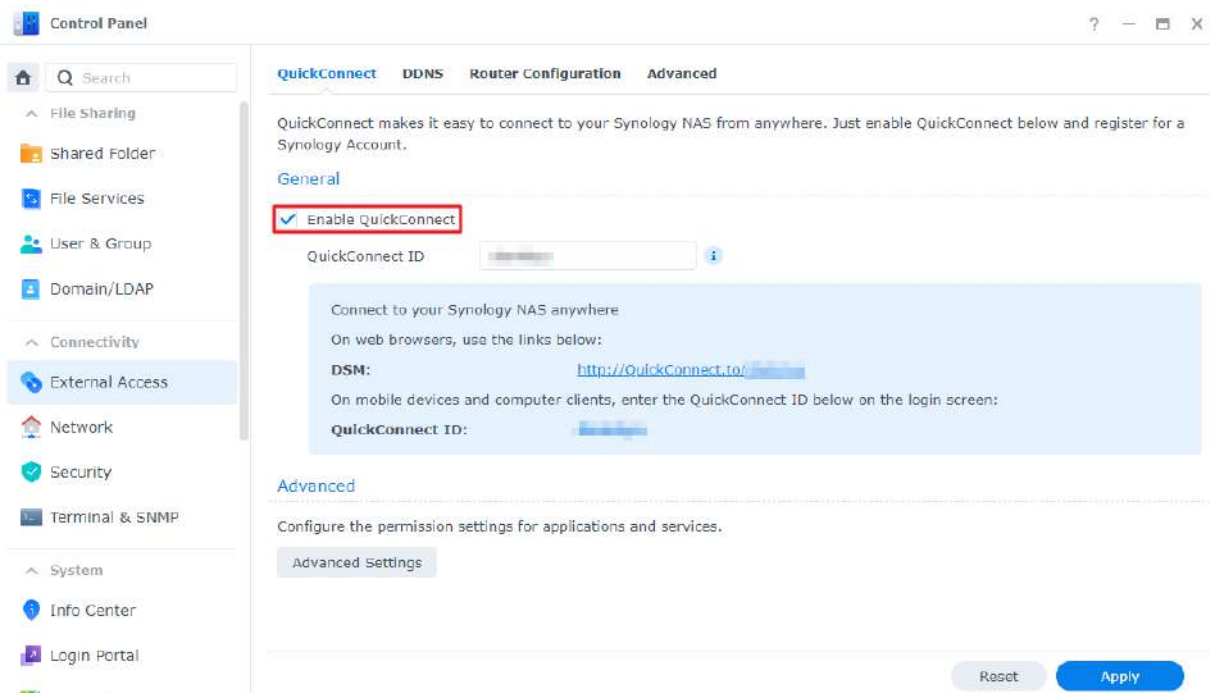 Control Panel
Search
File Sharing
Shared Folder
File Services
User & Group
Domain/LDAP
Connectivity
External Access
Network
Security
Terminal & SNMP
System
Info Center
Login Portal
QuickConnect DDNS Router Configuration Advanced
QuickConnect makes it easy to connect to your Synology NAS from anywhere. Just enable QuickConnect below and register for a
Synology Account.
General
Enable QuickConnect
QuickConnect ID
Connect to your Synology NAS anywhere
On web browsers, use the links below:
DSM: http://QuickConnect.to/
On mobile devices and computer clients, enter the QuickConnect ID below on the login screen:
QuickConnect ID:
Advanced
Configure the permission settings for applications and services.
Advanced Settings
Reset Apply